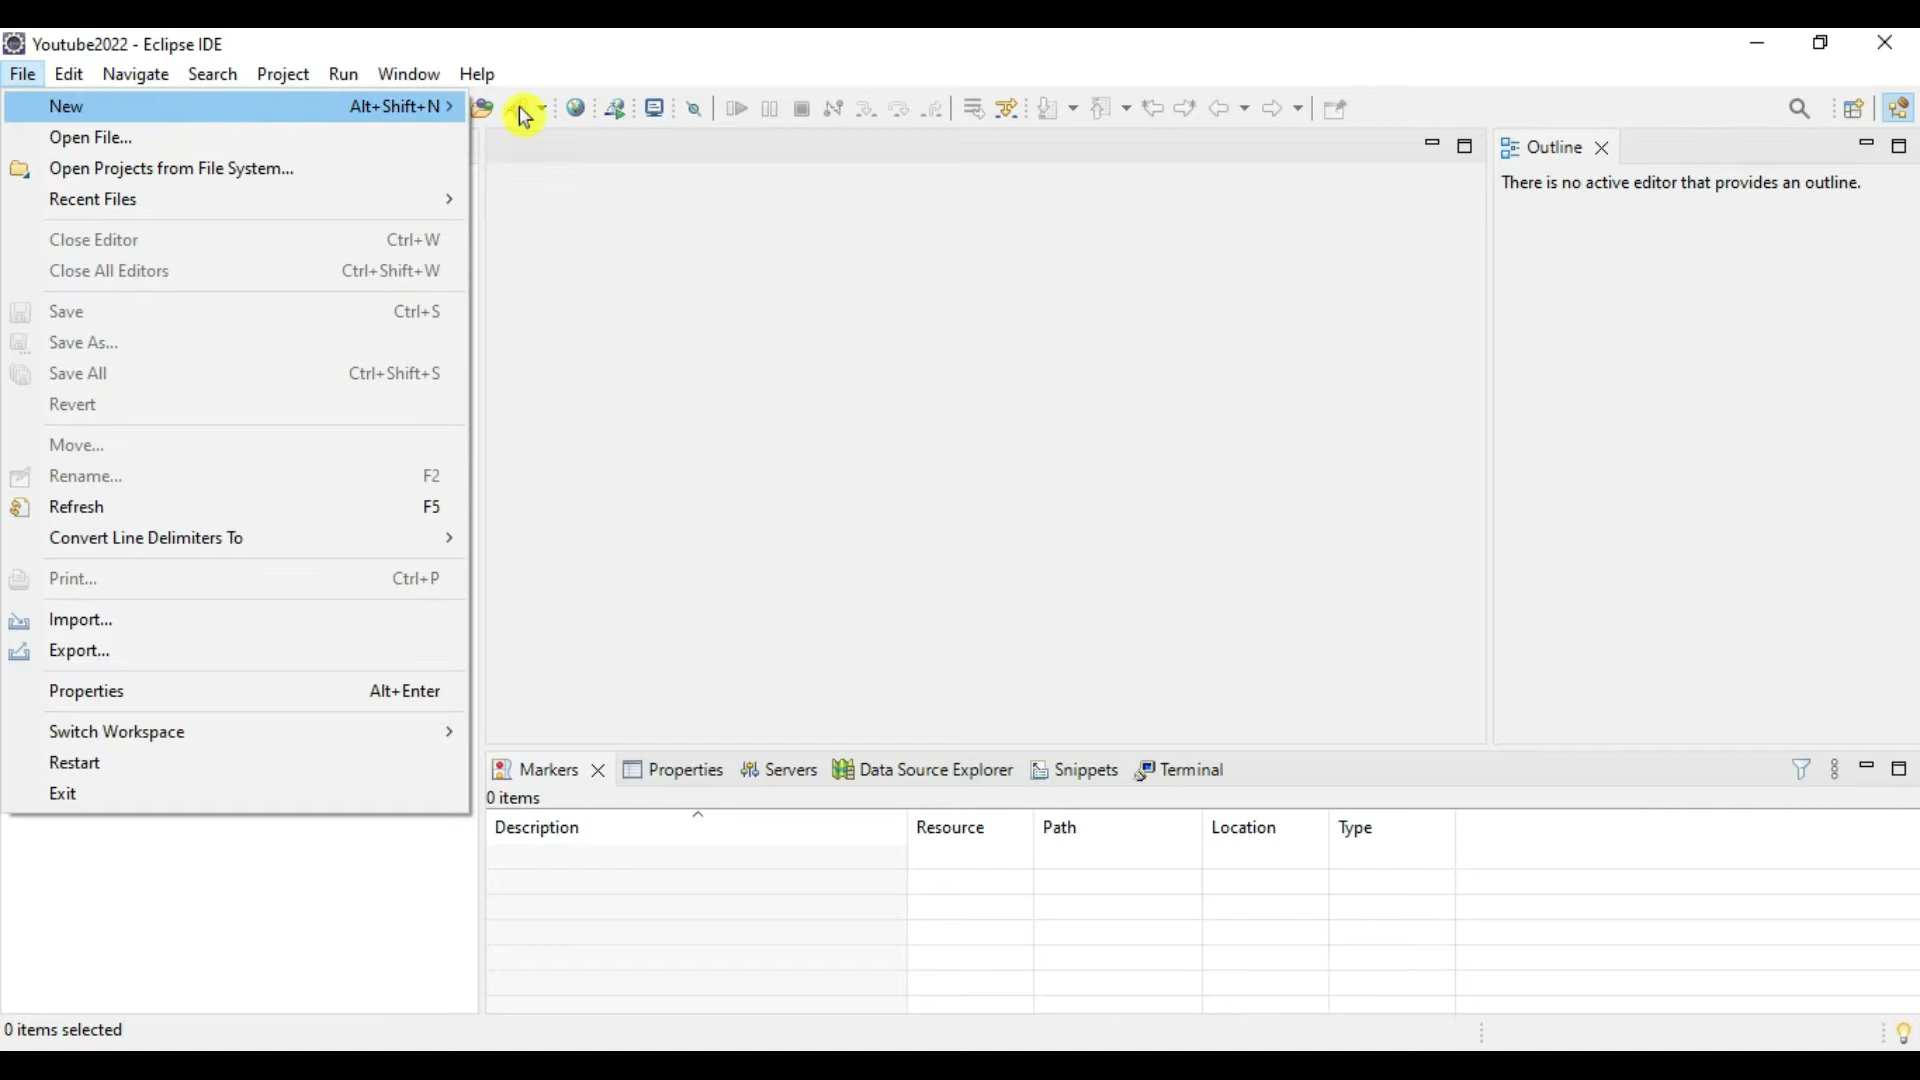 Youtube2022 - Eclipse IDE
File Edit Navigate Search Project Run Window Help
New Alt+Shift+N
Open File...
Open Projects from File System...
Recent Files
Close Editor Ctrl+W
Close All Editors Ctrl+Shift+W
Save Ctrl+S
Save As...
Save All Ctrl+Shift+S
Revert
Move...
Rename... F2
Refresh F5
Convert Line Delimiters To
Print... Ctrl+P
Import...
Export...
Properties Alt+Enter
Switch Workspace
Restart
Exit
Outline
There is no active editor that provides an outline.
Markers Properties Servers Data Source Explorer Snippets Terminal
0 items
Description Resource Path Location Type
0 items selected